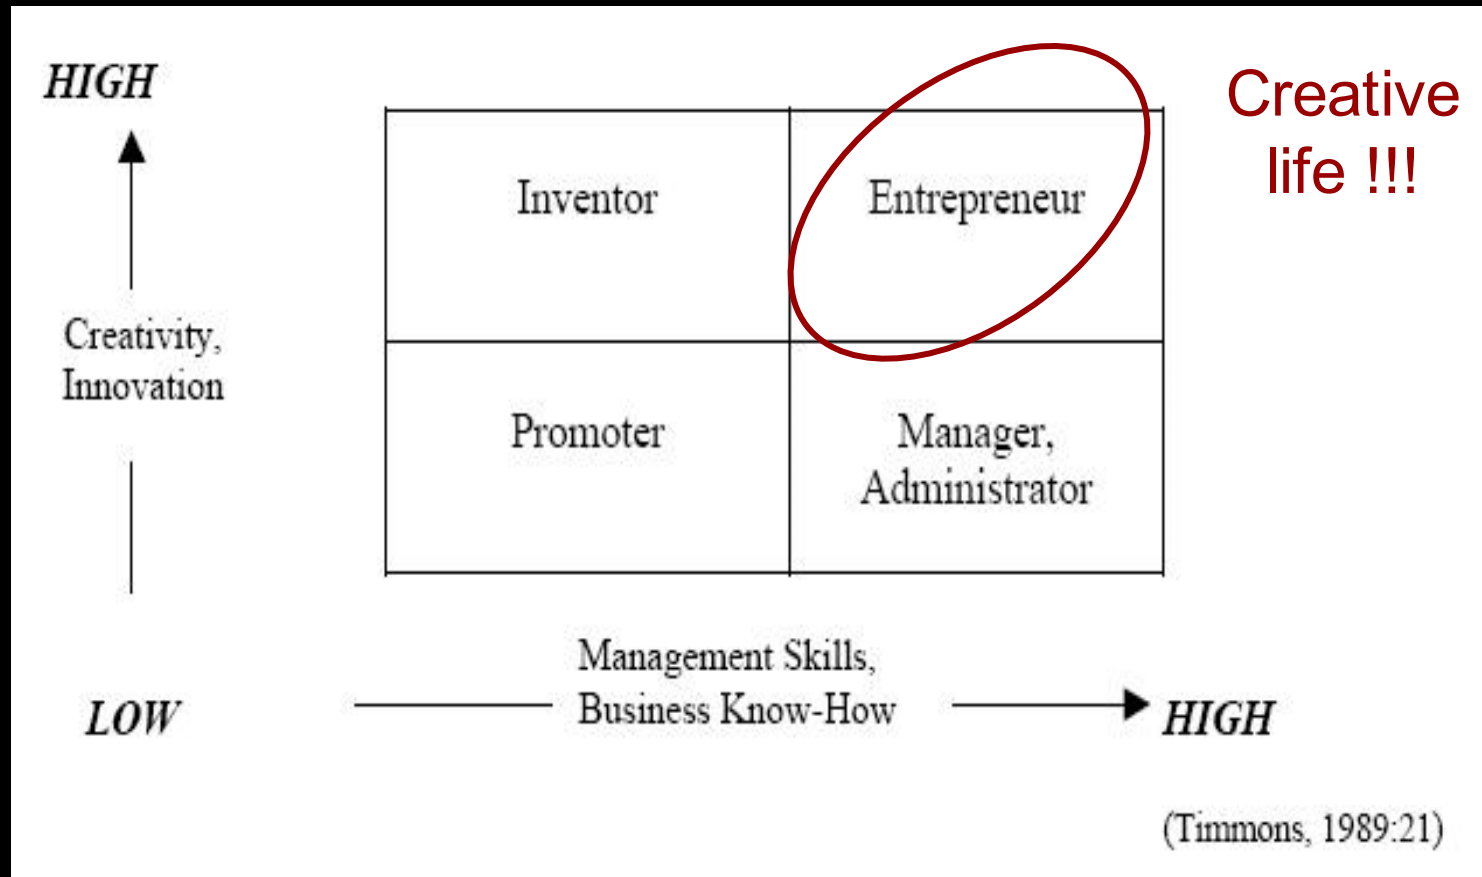 HIGH
Creative
life !!!
Inventor
Entrepreneur
Creativity,
Innovation
Promoter
Manager,
Administrator
Management Skills,
Business Know-How
LOW
HIGH
(Timmons, 1989:21)